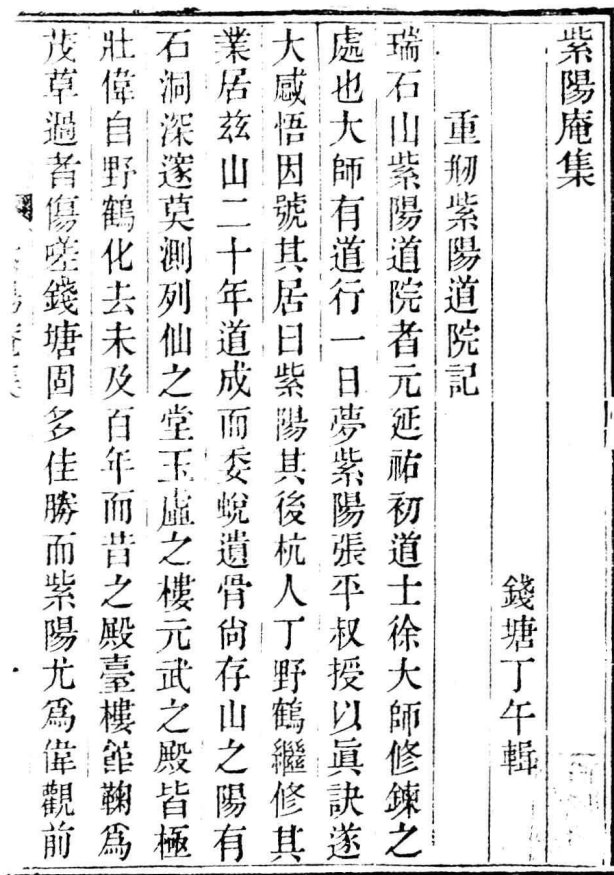 紫陽庵集
錢塘丁午輯
重剏紫陽道院記
瑞石山紫陽道院者元延祐初道士徐大師修鍊之
處也大師有道行一日夢紫陽張平叔授以眞訣遂
大感悟因號其居曰紫陽其後杭人丁野鶴繼修其
業居茲山二十年道成而委蛻遺骨尙存山之陽有
石洞深邃莫測列仙之堂玉虛之樓元武之殿皆極
壯偉自野鶴化去未及百年而昔之殿臺樓館鞠爲
茂草過者傷嗟錢塘固多佳勝而紫陽尤爲偉觀前